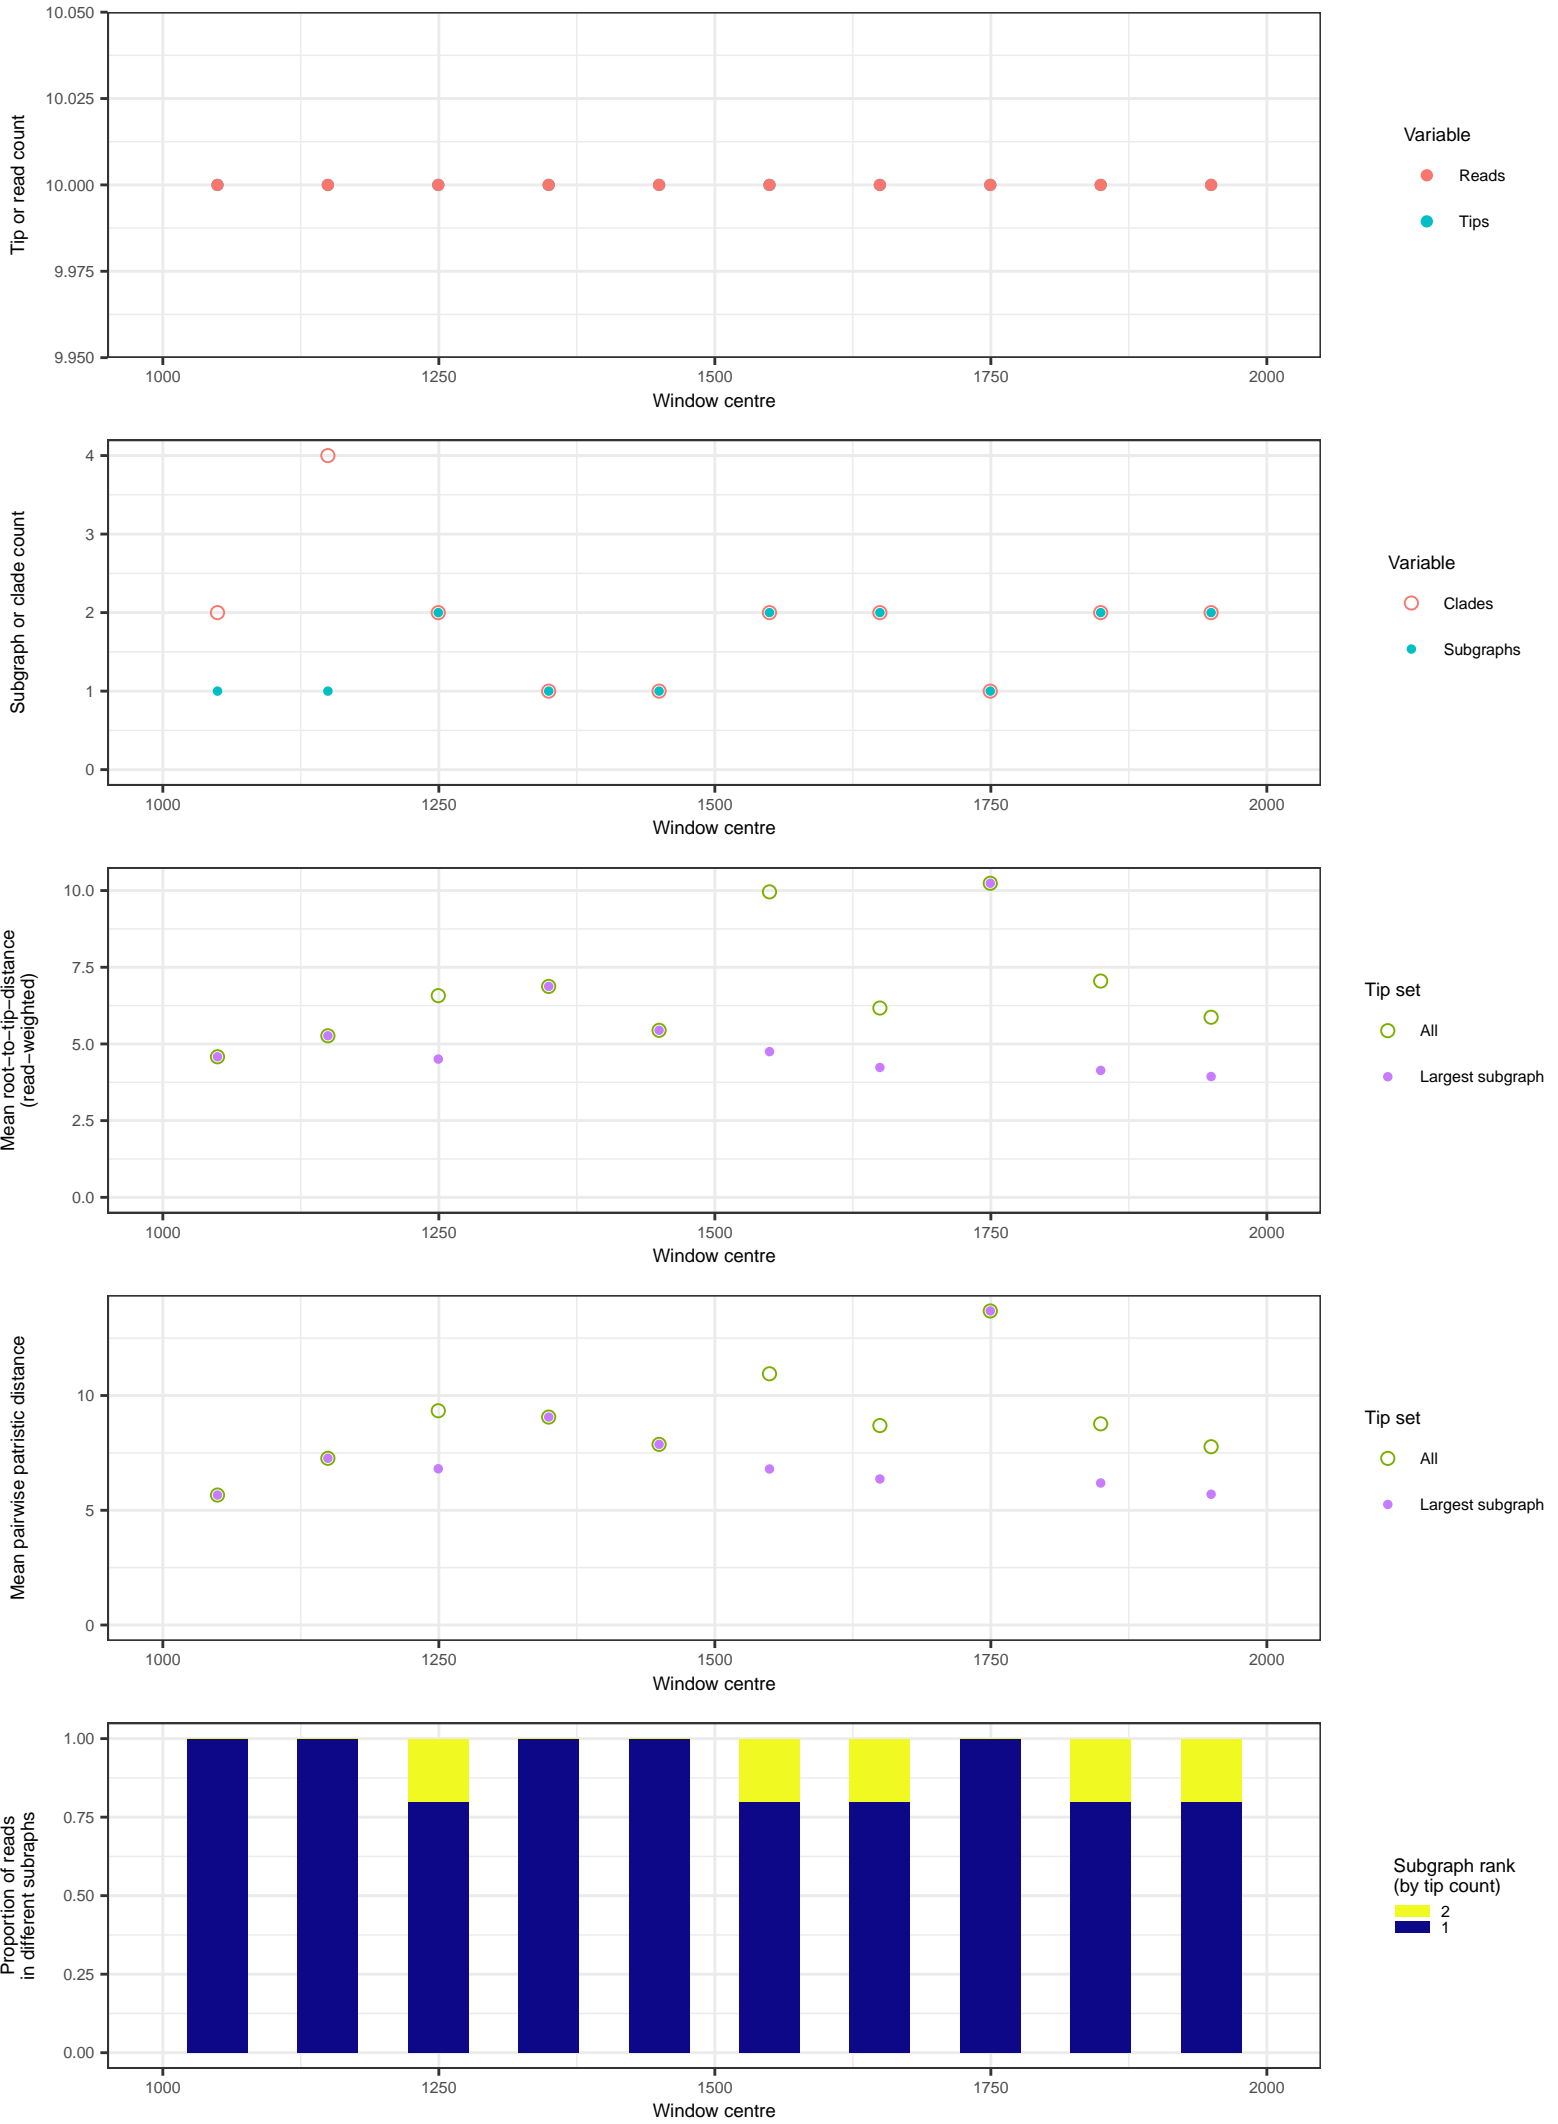 10.050
10.025
10.000
9.975
9.950
Tip or read count
1000 1250 1500 1750 2000
Window centre
Variable
Reads
Tips
4
3
2
1
0
Subgraph or clade count
1000 1250 1500 1750 2000
Window centre
Variable
Clades
Subgraphs
10.0
7.5
5.0
2.5
0.0
Mean root−to−tip−distance
(read−weighted)
1000 1250 1500 1750 2000
Window centre
Tip set
All
Largest subgraph
10
5
0
Mean pairwise patristic distance
1000 1250 1500 1750 2000
Window centre
Tip set
All
Largest subgraph
1.00
0.75
0.50
0.25
0.00
Proportion of reads
in different subraphs
1000 1250 1500 1750 2000
Window centre
Subgraph rank
(by tip count)
2
1